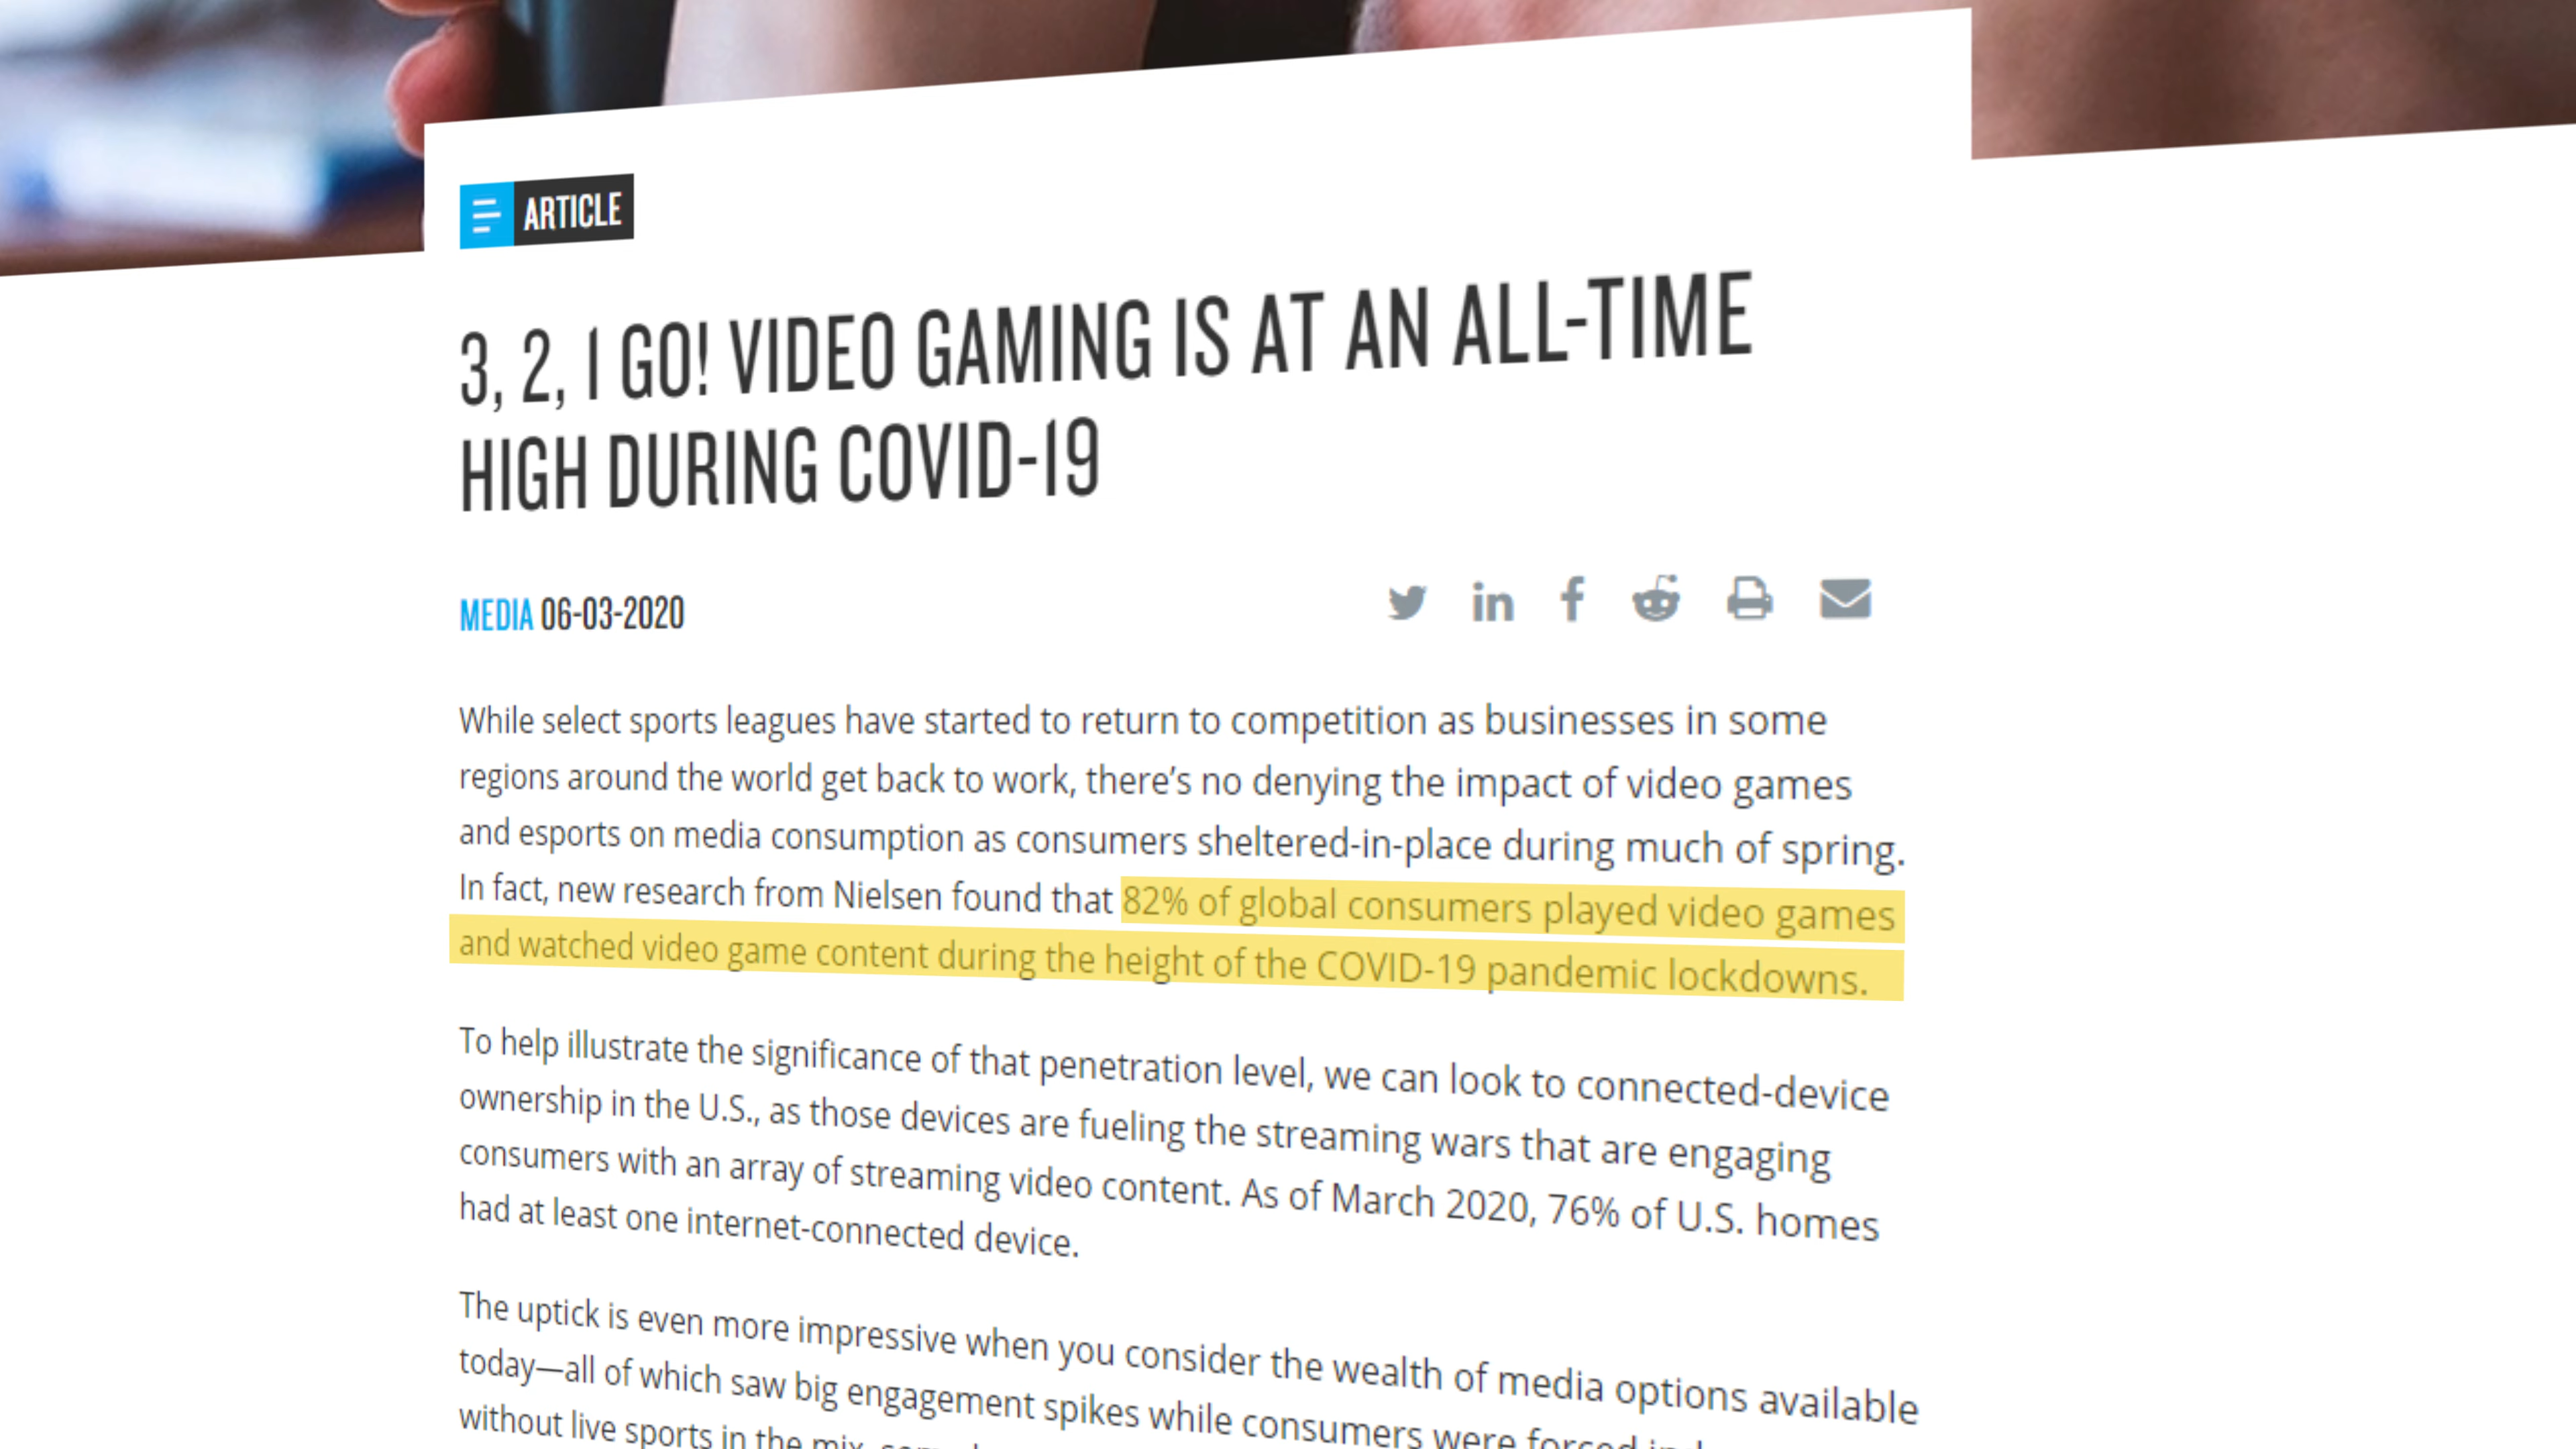 ARTICLE
3, 2, 1 GO! VIDEO GAMING IS AT AN ALL-TIME
HIGH DURING COVID-19
MEDIA 06-03-2020
While select sports leagues have started to return to competition as businesses in some
regions around the world get back to work, there’s no denying the impact of video games
and esports on media consumption as consumers sheltered-in-place during much of spring.
In fact, new research from Nielsen found that 82% of global consumers played video games
and watched video game content during the height of the COVID-19 pandemic lockdowns.
To help illustrate the significance of that penetration level, we can look to connected-device
ownership in the U.S., as those devices are fueling the streaming wars that are engaging
consumers with an array of streaming video content. As of March 2020, 76% of U.S. homes
had at least one internet-connected device.
The uptick is even more impressive when you consider the wealth of media options available
today—all of which saw big engagement spikes while consumers were forced
without live sports in the mix,